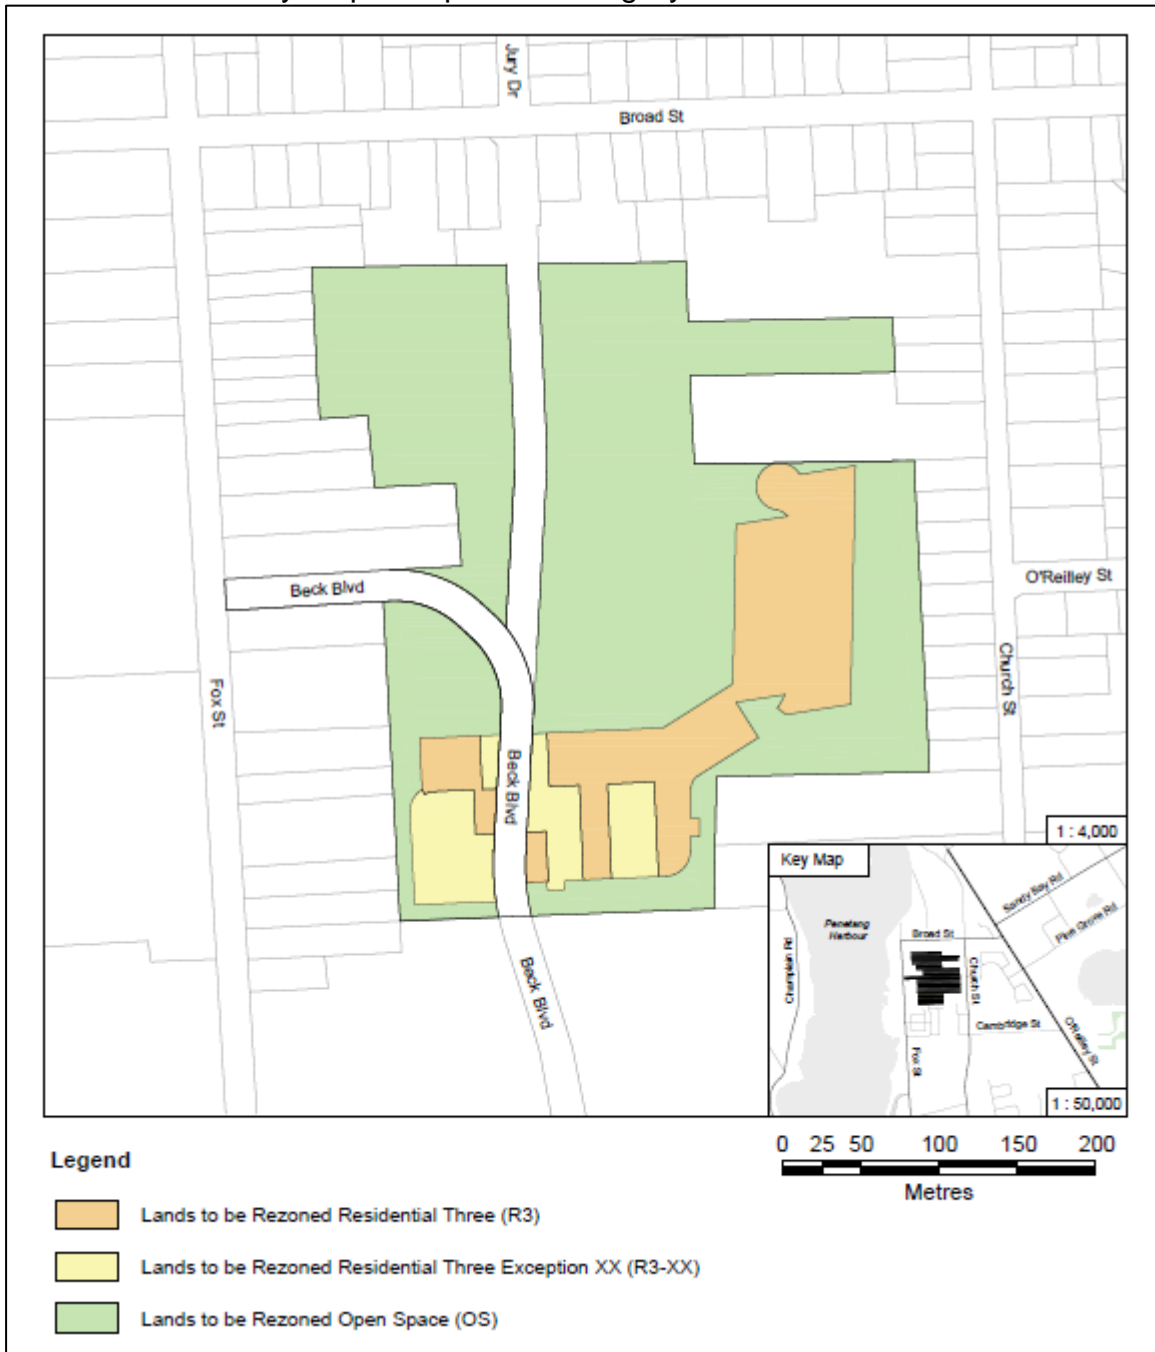 Jury Dr
Broad St
Beck Blvd
O'Reilley St
Fox St
Church St
Beck Blvd
Beck Blvd
1 : 4,000
Key Map
Sandy Bay Rd
Pine Grove Rd
Penetang
Harbour
Broad St
Champlain Rd
Church St
Cambridge St
O'Reilley St
Fox St
1 : 50,000
0 25 50 100 150 200
Metres
Legend
Lands to be Rezoned Residential Three (R3)
Lands to be Rezoned Residential Three Exception XX (R3-XX)
Lands to be Rezoned Open Space (OS)